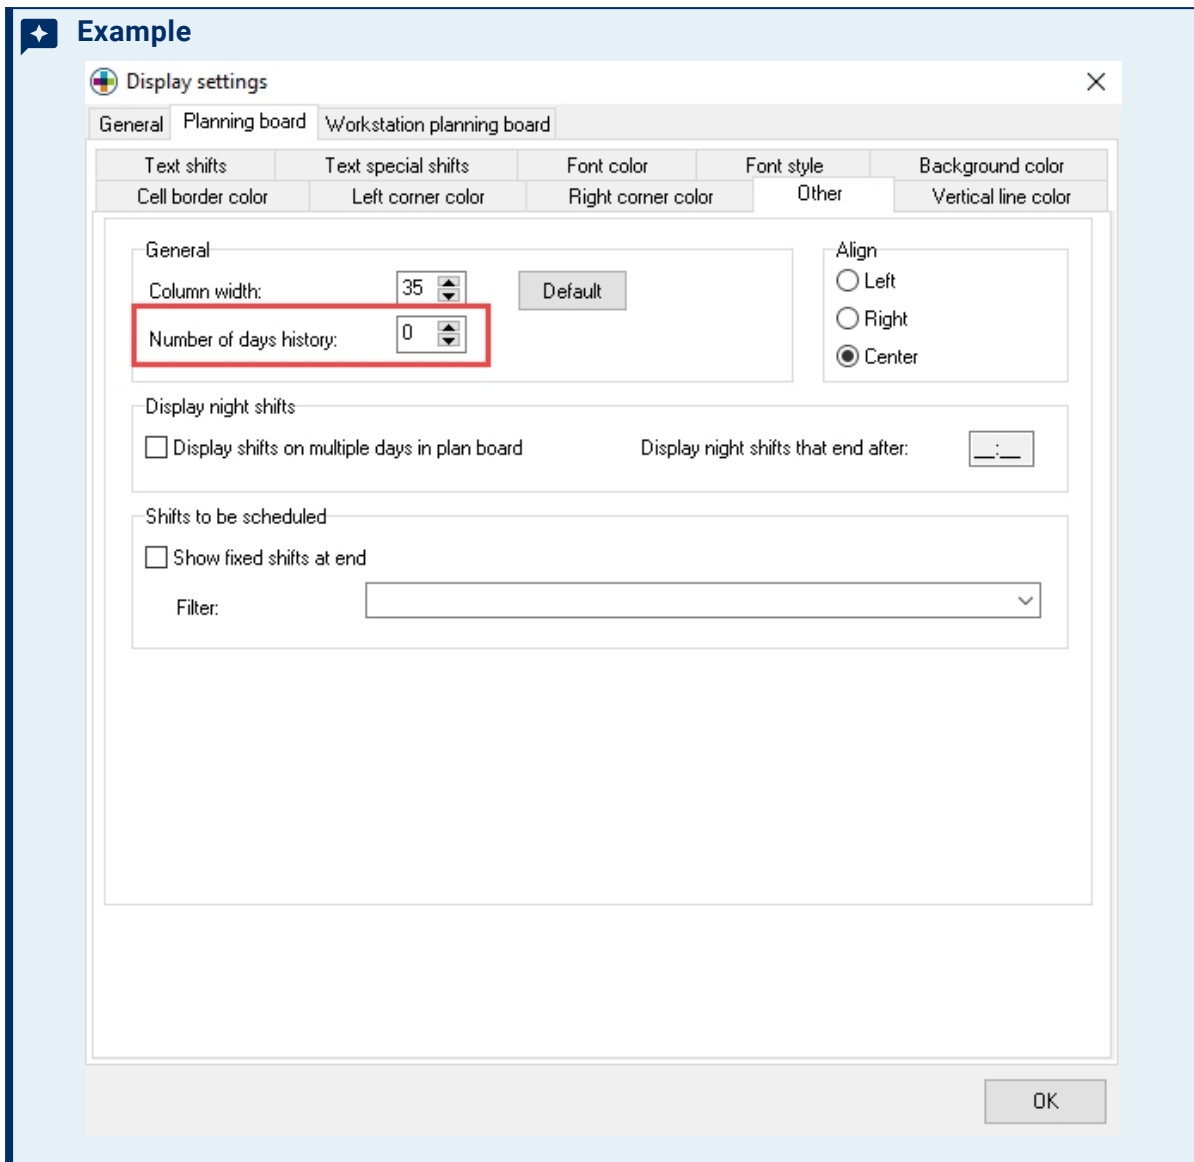 Example
Display settings
General Planning board Workstation planning board
Text shifts Text special shifts Font color Font style Background color
Cell border color Left corner color Right corner color Other Vertical line color
General Align
Column width: 35 Default Left
Number of days history: 0 Right
Center
Display night shifts
Display shifts on multiple days in plan board Display night shifts that end after: __:__
Shifts to be scheduled
Show fixed shifts at end
Filter:
OK